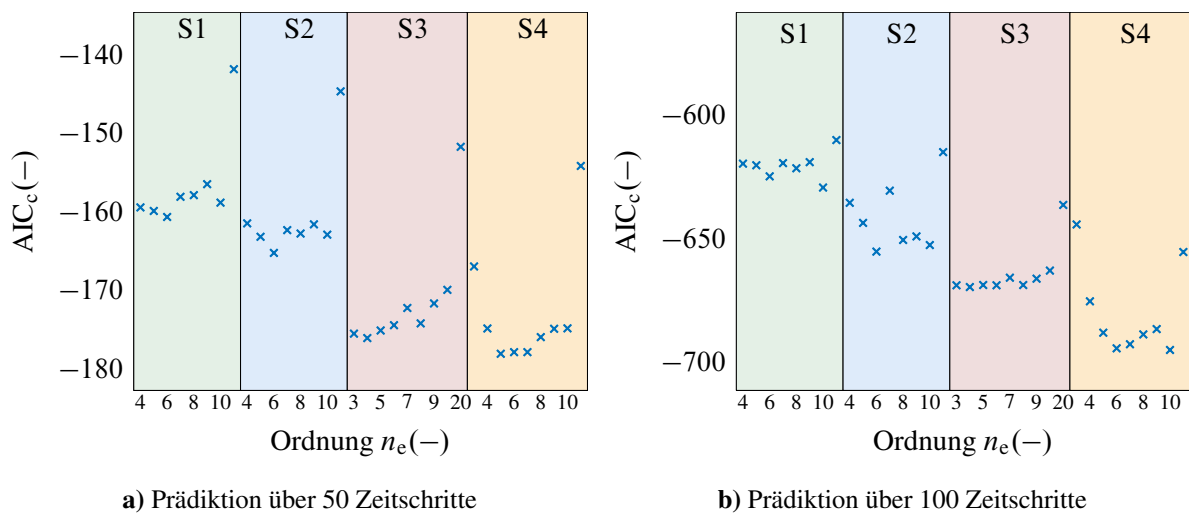 S1 S2 S3 S4
−140
−150
−160
−170
−180
AICc(−)
4 6 8 10 4 6 8 10 3 5 7 9 20 4 6 8 10
Ordnung ne(−)
a) Prädiktion über 50 Zeitschritte
S1 S2 S3 S4
−600
−650
−700
AICc(−)
4 6 8 10 4 6 8 10 3 5 7 9 20 4 6 8 10
Ordnung ne(−)
b) Prädiktion über 100 Zeitschritte